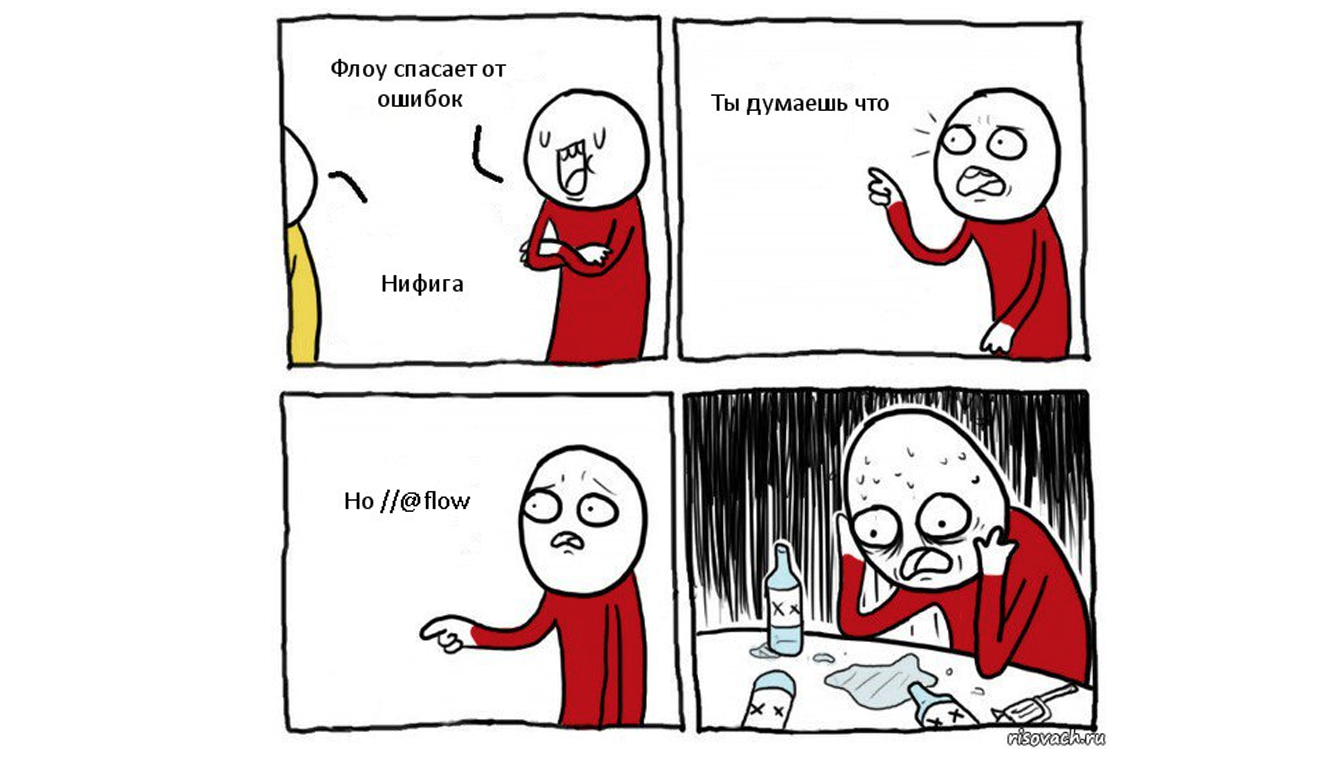 Флоу спасает от
ошибок
Нифига
Ты думаешь что
Но //@flow
X X
X X
X X
risovach.ru